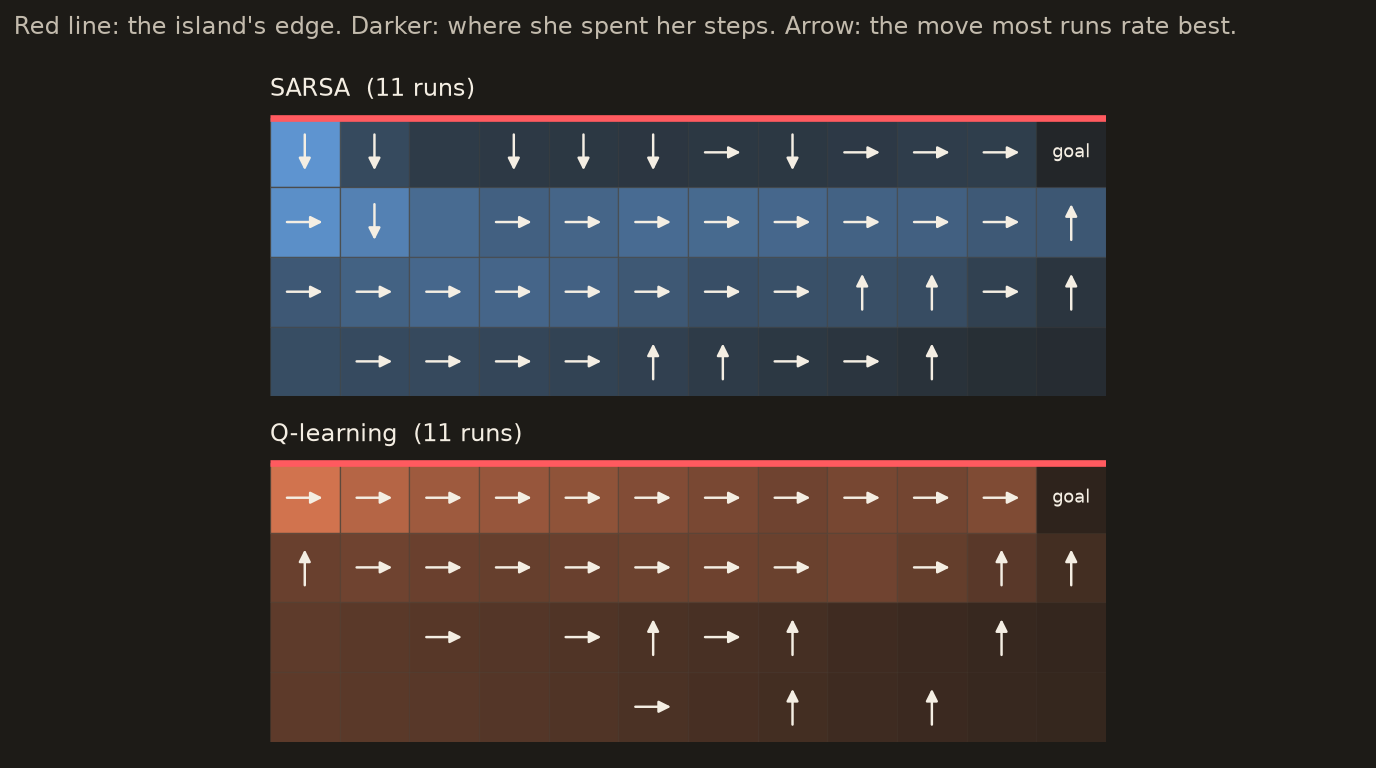 Red line: the island's edge. Darker: where she spent her steps. Arrow: the move most runs rate best.
SARSA (11 runs)
goal
Q-learning (11 runs)
goal